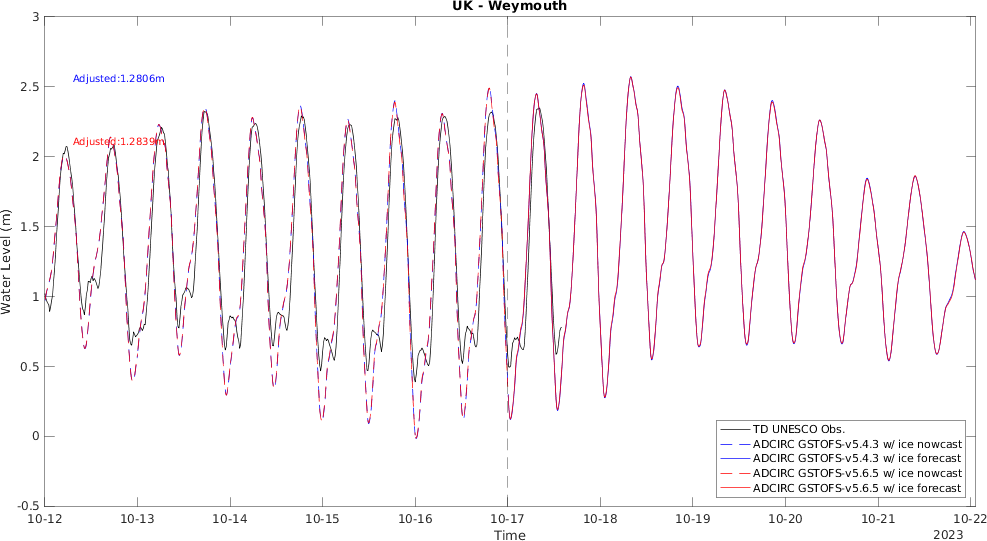 UK - Weymouth
3
2.5
2
1.5
1
0.5
0
-0.5
Water Level (m)
Adjusted:1.2806m
Adjusted:1.2839m
TD UNESCO Obs.
ADCIRC GSTOFS-v5.4.3 w/ ice nowcast
ADCIRC GSTOFS-v5.4.3 w/ ice forecast
ADCIRC GSTOFS-v5.6.5 w/ ice nowcast
ADCIRC GSTOFS-v5.6.5 w/ ice forecast
10-12 10-13 10-14 10-15 10-16 10-17 10-18 10-19 10-20 10-21 10-22
Time
2023